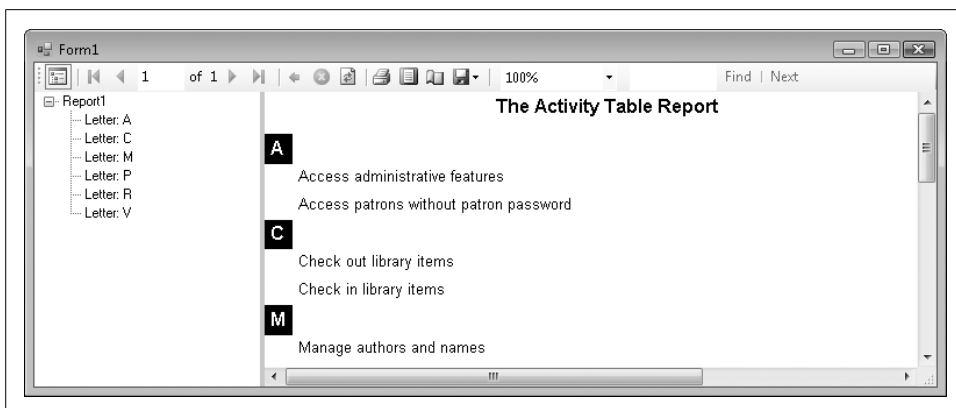 Form1
1 of 1 100% Find | Next
Report1
Letter: A
Letter: C
Letter: M
Letter: P
Letter: R
Letter: V
The Activity Table Report
A
Access administrative features
Access patrons without patron password
C
Check out library items
Check in library items
M
Manage authors and names